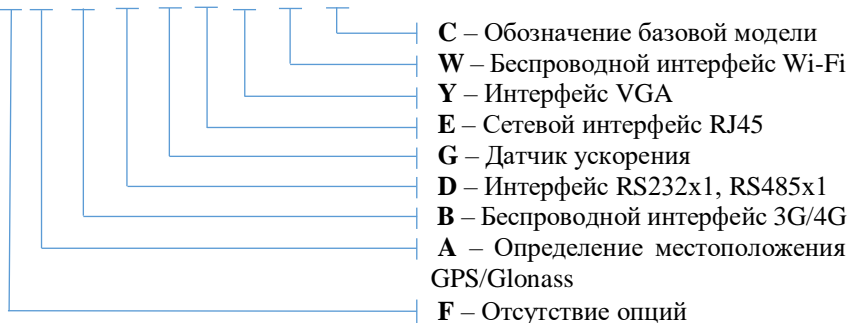 C – Обозначение базовой модели
W – Беспроводной интерфейс Wi-Fi
Y – Интерфейс VGA
E – Сетевой интерфейс RJ45
G – Датчик ускорения
D – Интерфейс RS232x1, RS485x1
B – Беспроводной интерфейс 3G/4G
A – Определение местоположения
GPS/Glonass
F – Отсутствие опций